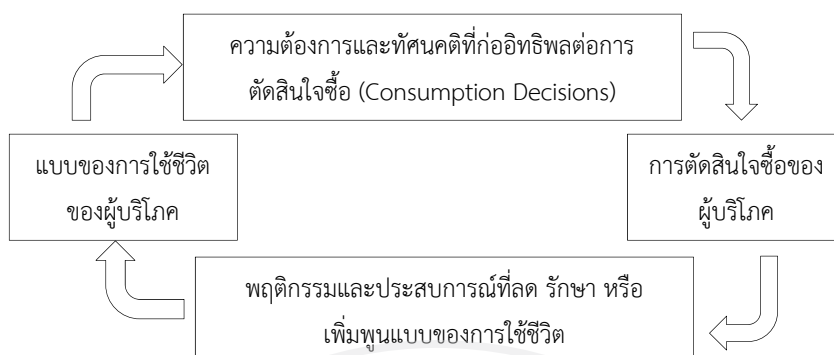 ความต้องการและทัศนคติที่ก่ออิทธิพลต่อการ
ตัดสินใจซื้อ (Consumption Decisions)
แบบของการใช้ชีวิต
ของผู้บริโภค
การตัดสินใจซื้อของ
ผู้บริโภค
พฤติกรรมและประสบการณ์ที่ลด รักษา หรือ
เพิ่มพูนแบบของการใช้ชีวิต